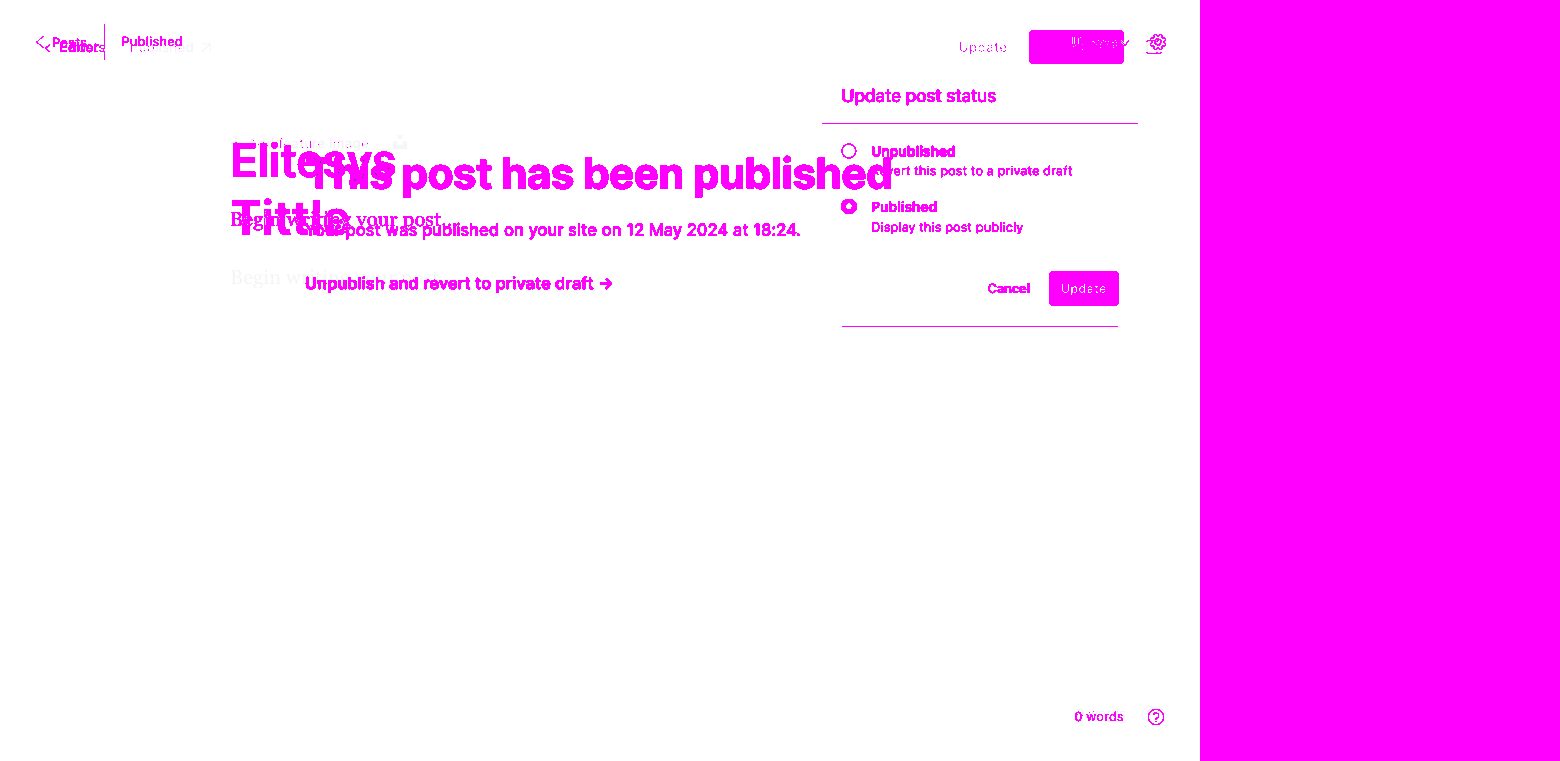 Posts
Editor
Published
Update
Update post status
Unpublished
Revert this post to a private draft
Published
Display this post publicly
Cancel
Update
Elitesys
Tittle
This post has been published
Begin writing your post
Your post was published on your site on 12 May 2024 at 18:24.
Begin
Unpublish and revert to private draft →
0 words